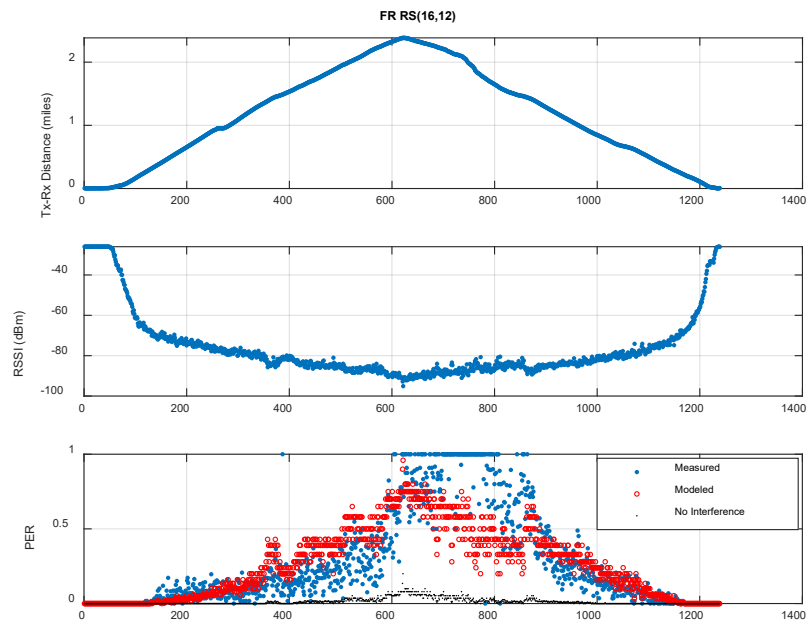 FR RS(16,12)
2
1
0
Tx-Rx Distance (miles)
0 200 400 600 800 1000 1200 1400
-40
-60
-80
-100
RSSI (dBm)
0 200 400 600 800 1000 1200 1400
1
0.5
0
PER
Measured
Modeled
No Interference
0 200 400 600 800 1000 1200 1400